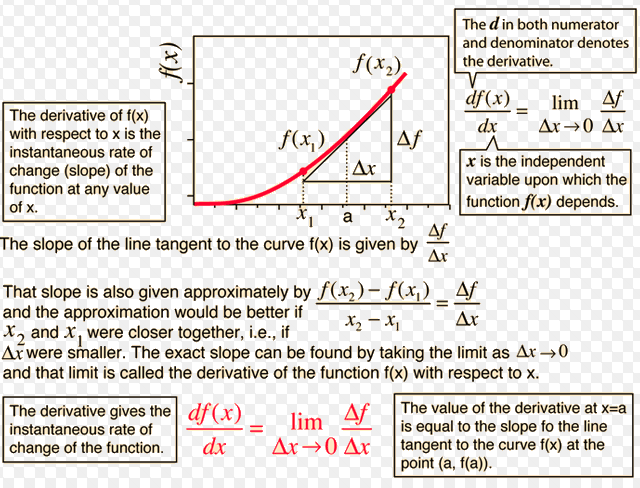 The d in both numerator
and denominator denotes
the derivative.
f(x)
f(x₂)
f(x₁)
Δf
Δx
x₁ a x₂
df(x)/dx = lim Δx→0 Δf/Δx
The derivative of f(x)
with respect to x is the
instantaneous rate of
change (slope) of the
function at any value
of x.
x is the independent
variable upon which the
function f(x) depends.
The slope of the line tangent to the curve f(x) is given by Δf/Δx
That slope is also given approximately by f(x₂) − f(x₁)/x₂ − x₁ = Δf/Δx
and the approximation would be better if
x₂ and x₁ were closer together, i.e., if
Δx were smaller. The exact slope can be found by taking the limit as Δx→0
and that limit is called the derivative of the function f(x) with respect to x.
The derivative gives the
instantaneous rate of
change of the function.
df(x)/dx = lim Δx→0 Δf/Δx
The value of the derivative at x=a
is equal to the slope fo the line
tangent to the curve f(x) at the
point (a, f(a)).